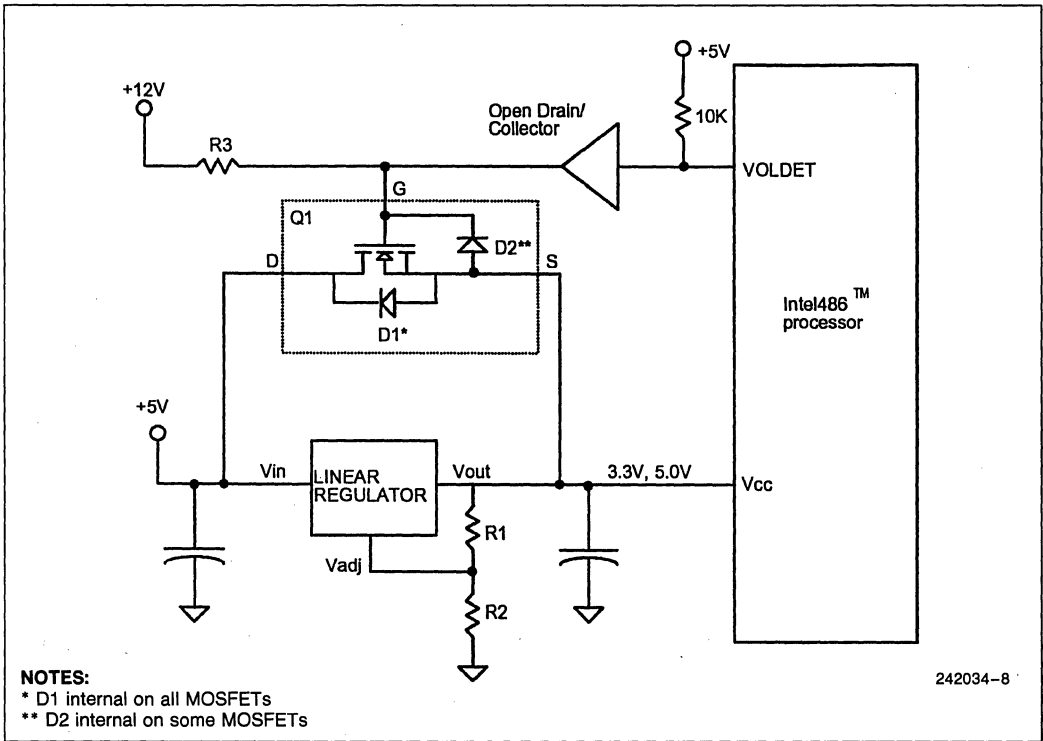 +5V
+12V
10K
Open Drain/
Collector
R3
VOLDET
G
Q1
D2**
D
S
Intel486 TM
processor
D1*
+5V
Vin
LINEAR
REGULATOR
Vout
3.3V, 5.0V
Vcc
R1
Vadj
R2
NOTES:
* D1 internal on all MOSFETs
** D2 internal on some MOSFETs
242034-8